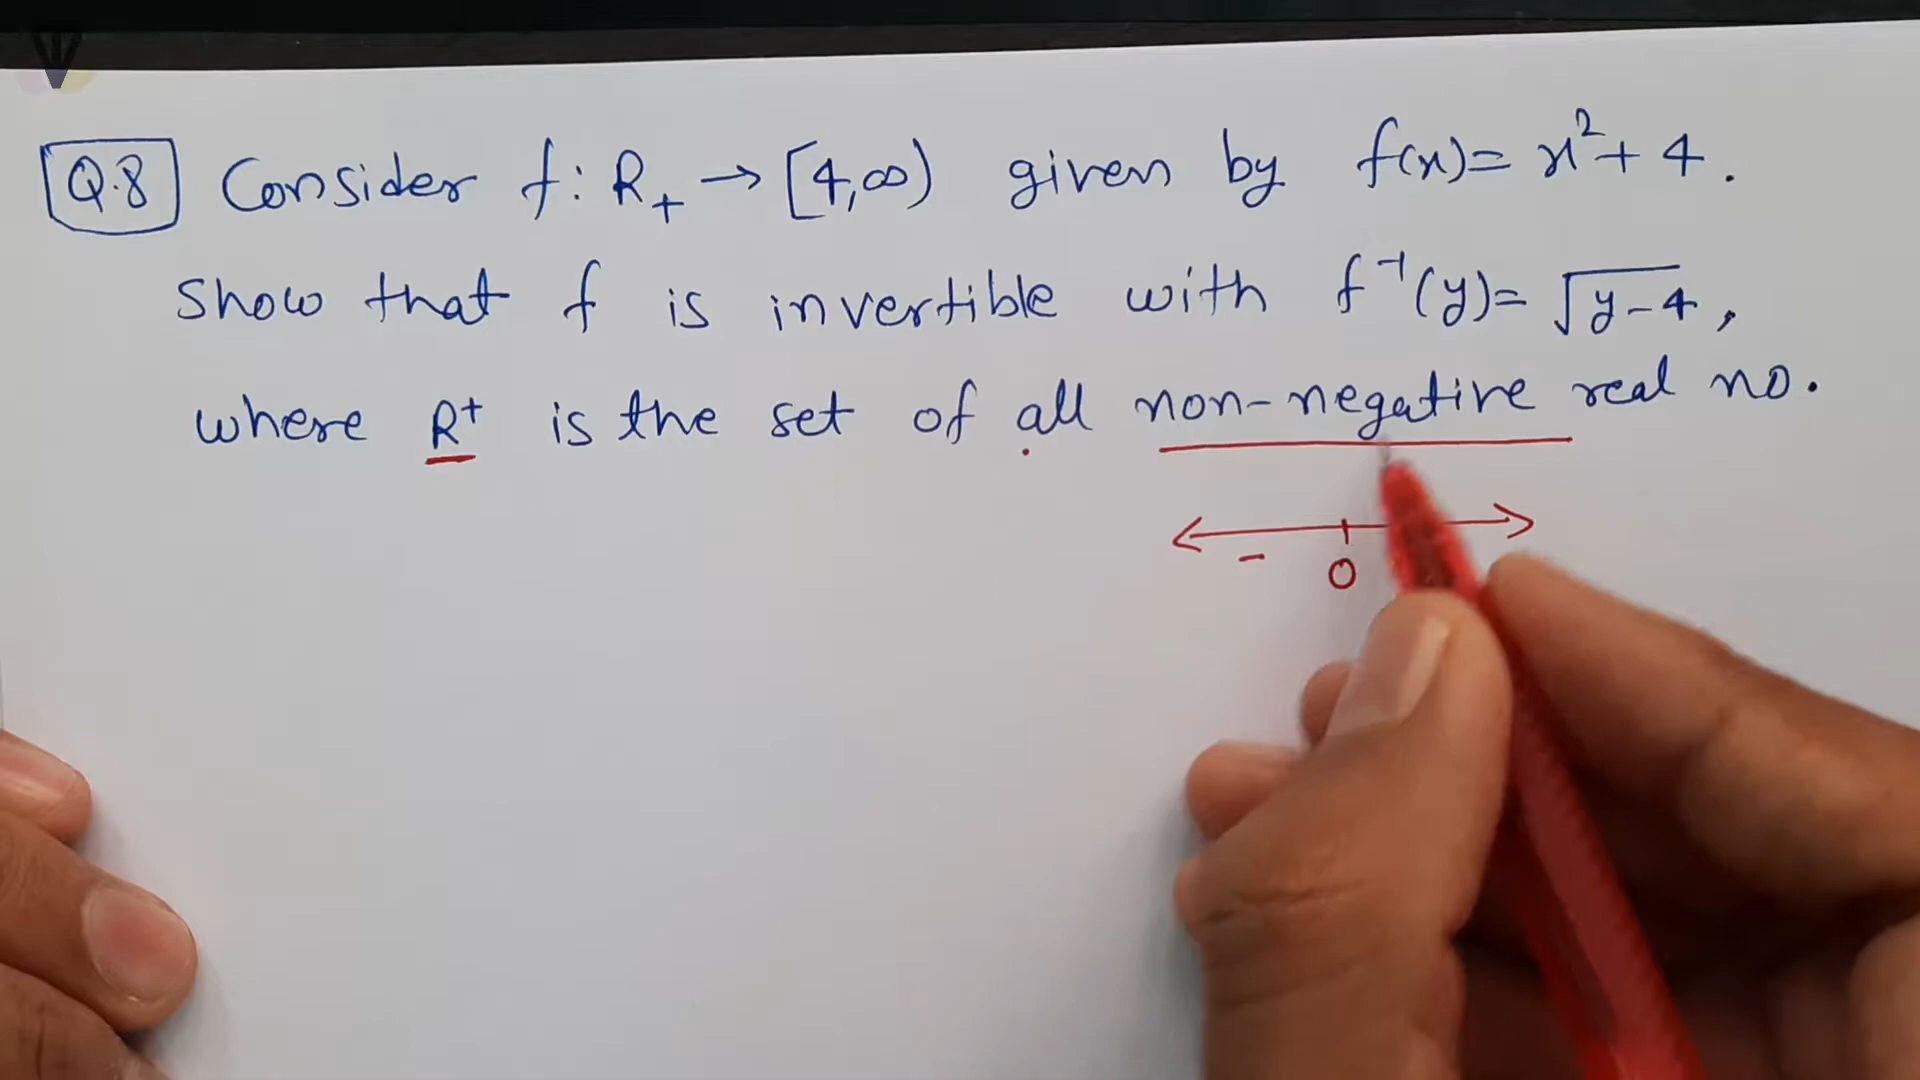 Q.8 Consider f: R₊ → [4,∞) given by f(x)= x²+4.
Show that f is invertible with f⁻¹(y)= √y-4,
where R⁺ is the set of all non-negative real no.
- 0